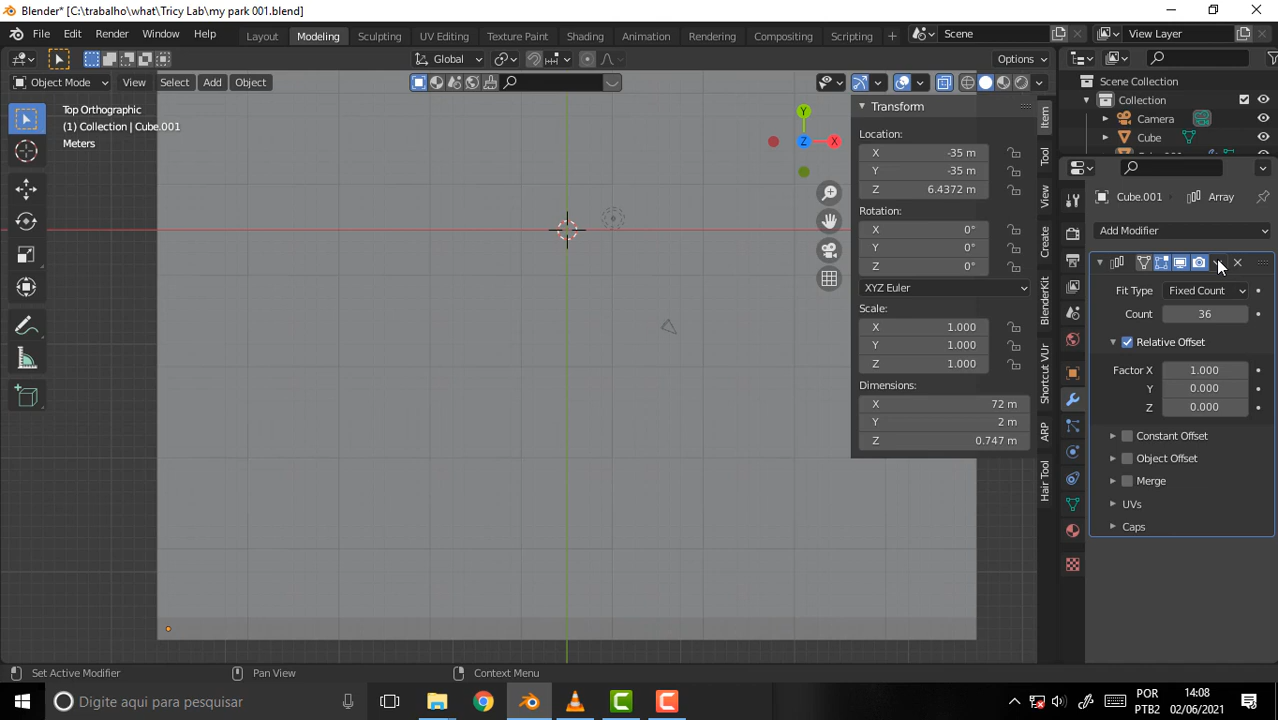 Blender* [C:\trabalho\what\Tricy Lab\my park 001.blend]
File Edit Render Window Help Layout Modeling Sculpting UV Editing Texture Paint Shading Animation Rendering Compositing Scripting + Scene View Layer
Global Options
Object Mode View Select Add Object
Top Orthographic
(1) Collection | Cube.001
Meters
Y
X
Z
Transform
Location:
X -35 m
Y -35 m
Z 6.4372 m
Rotation:
X 0°
Y 0°
Z 0°
XYZ Euler
Scale:
X 1.000
Y 1.000
Z 1.000
Dimensions:
X 72 m
Y 2 m
Z 0.747 m
Item
Tool
View
Create
BlenderKit
Shortcut VUr
ARP
Hair Tool
Scene Collection
Collection
Camera
Cube
Cube.001 Array
Add Modifier
Fit Type Fixed Count
Count 36
Relative Offset
Factor X 1.000
Y 0.000
Z 0.000
Constant Offset
Object Offset
Merge
UVs
Caps
Set Active Modifier Pan View Context Menu
Digite aqui para pesquisar
POR
PTB2
14:08
02/06/2021